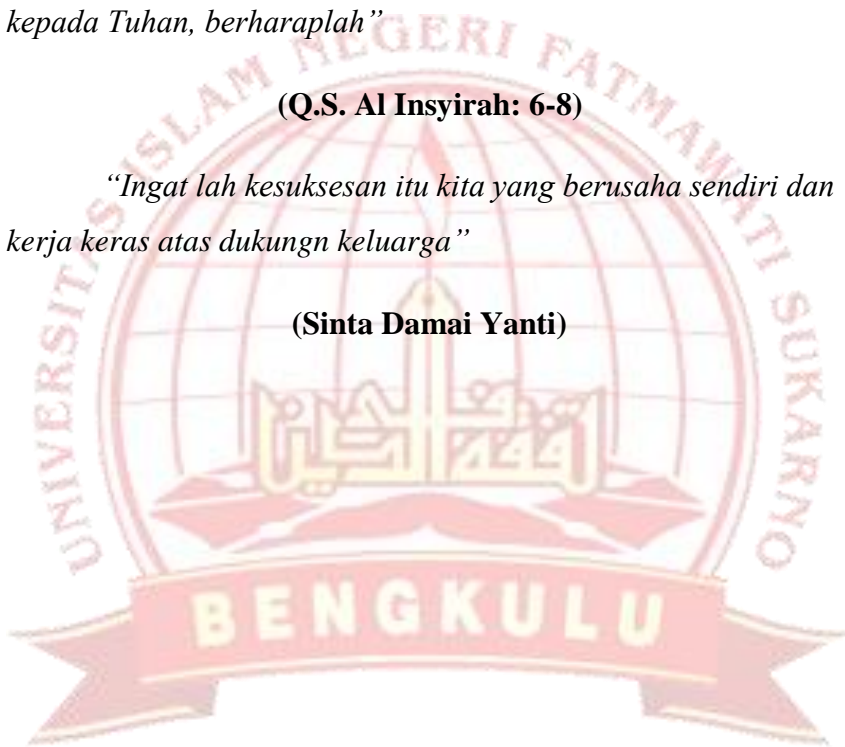 kepada Tuhan, berharaplah”
(Q.S. Al Insyirah: 6-8)
“Ingat lah kesuksesan itu kita yang berusaha sendiri dan
kerja keras atas dukungn keluarga”
(Sinta Damai Yanti)
UNIVERSITAS ISLAM NEGERI FATMAWATI SUKARNO
BENGKULU